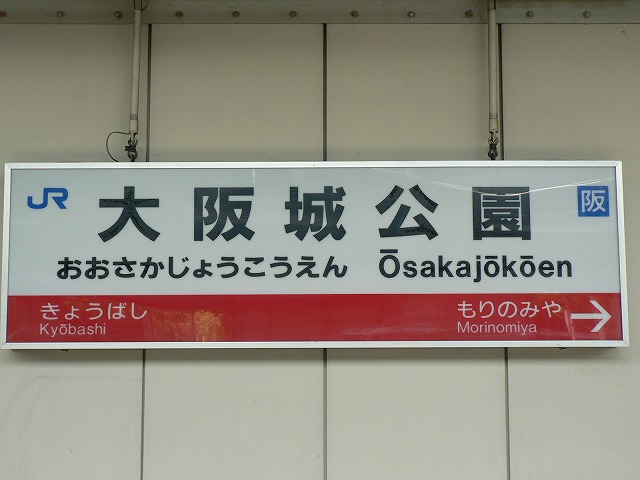 JR 大阪城公園 阪
おおさかじょうこうえん Ōsakajōkōen
きょうばし もりのみや
Kyōbashi Morinomiya